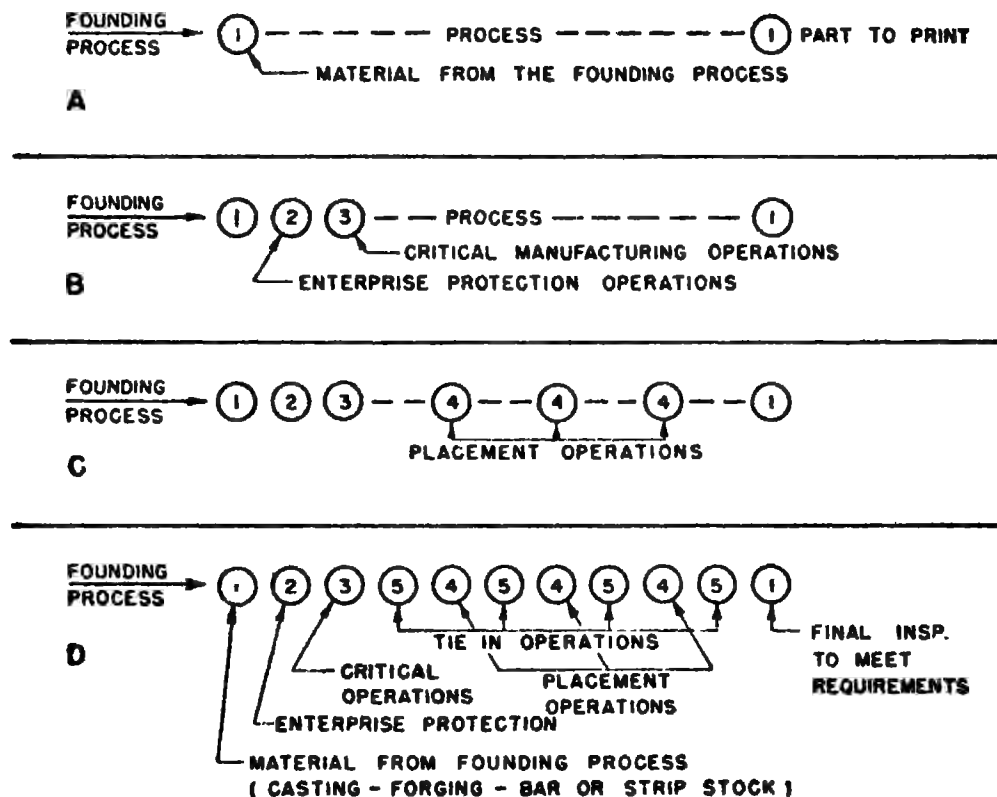 FOUNDING
PROCESS
1 PROCESS 1 PART TO PRINT
MATERIAL FROM THE FOUNDING PROCESS
A
FOUNDING
PROCESS
1 2 3 PROCESS 1
CRITICAL MANUFACTURING OPERATIONS
ENTERPRISE PROTECTION OPERATIONS
B
FOUNDING
PROCESS
1 2 3 4 4 4 1
PLACEMENT OPERATIONS
C
FOUNDING
PROCESS
1 2 3 5 4 5 4 5 4 5 1
TIE IN OPERATIONS
FINAL INSP.
TO MEET
REQUIREMENTS
D
CRITICAL
OPERATIONS
PLACEMENT
OPERATIONS
ENTERPRISE PROTECTION
MATERIAL FROM FOUNDING PROCESS
( CASTING - FORGING - BAR OR STRIP STOCK )